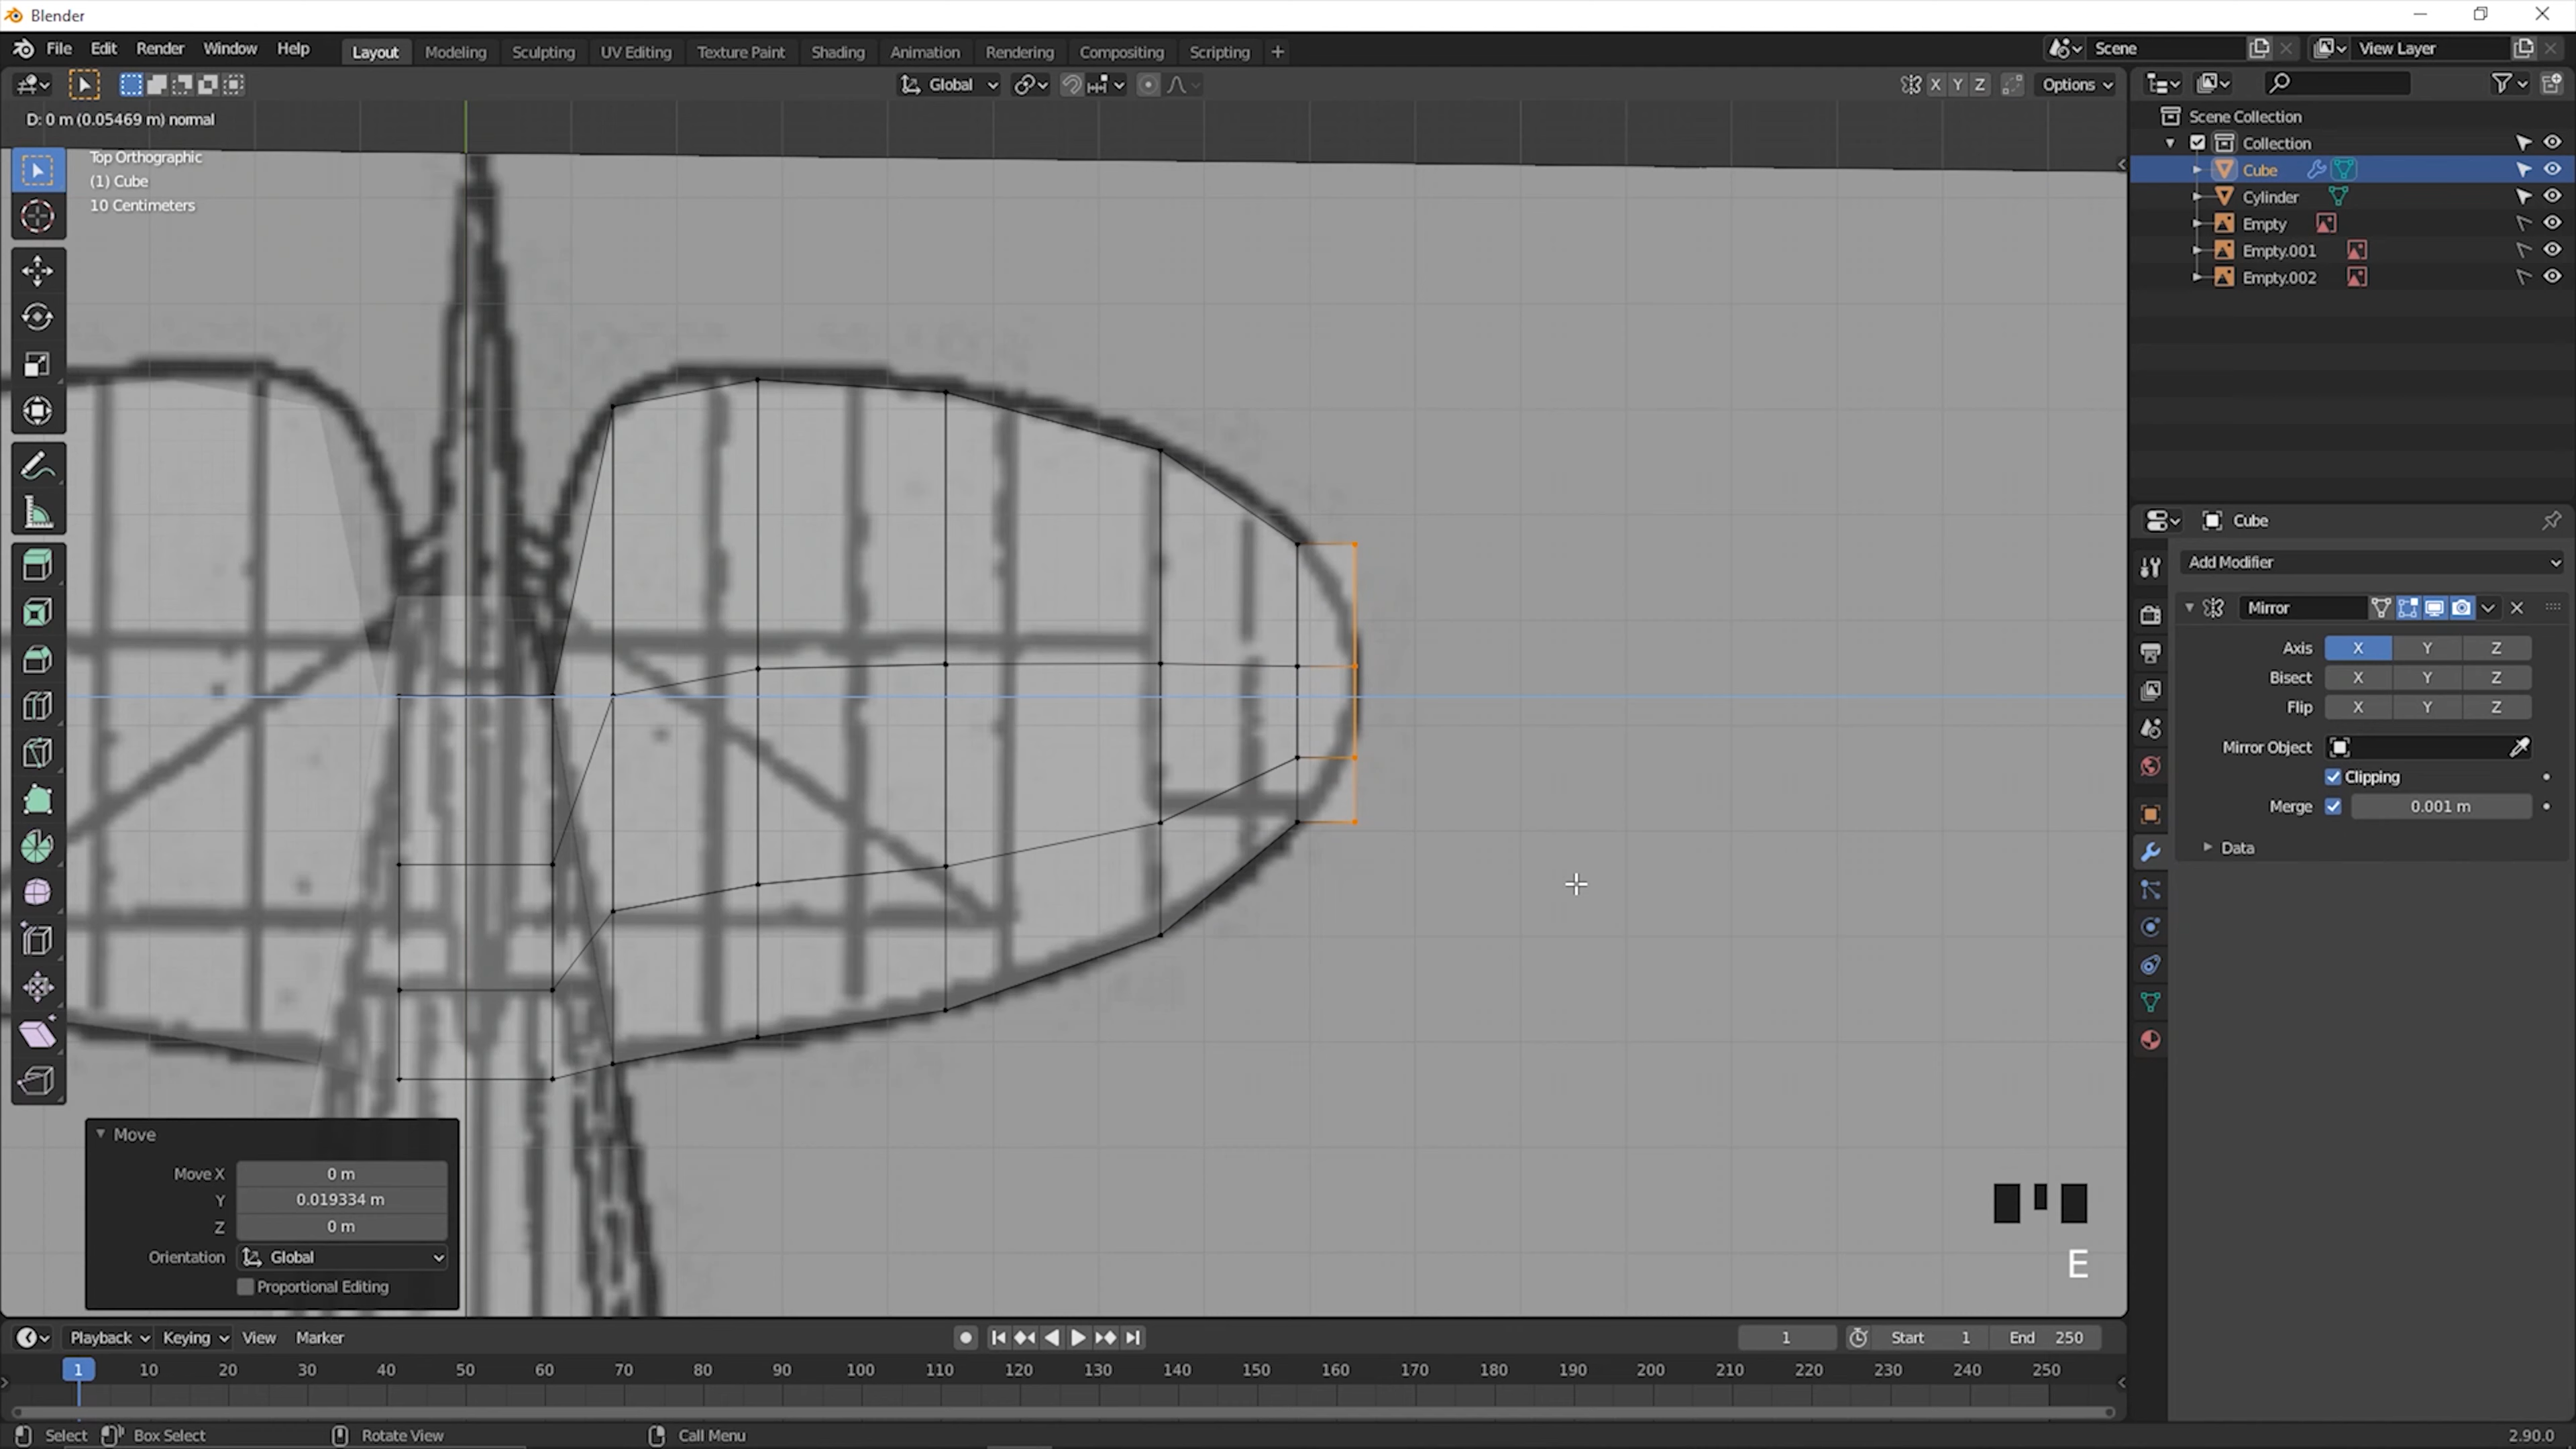 Blender
File Edit Render Window Help Layout Modeling Sculpting UV Editing Texture Paint Shading Animation Rendering Compositing Scripting + Scene View Layer
Global X Y Z Options
D: 0 m (0.05469 m) normal
Top Orthographic
(1) Cube
10 Centimeters
Scene Collection
Collection
Cube
Cylinder
Empty
Empty.001
Empty.002
Cube
Add Modifier
Mirror
Axis X Y Z
Bisect X Y Z
Flip X Y Z
Mirror Object
Clipping
Merge 0.001 m
Data
Move
Move X 0 m
Y 0.019334 m
Z 0 m
Orientation Global
Proportional Editing
E
Playback Keying View Marker 1 Start 1 End 250
1 10 20 30 40 50 60 70 80 90 100 110 120 130 140 150 160 170 180 190 200 210 220 230 240 250
Select Box Select Rotate View Call Menu 2.90.0